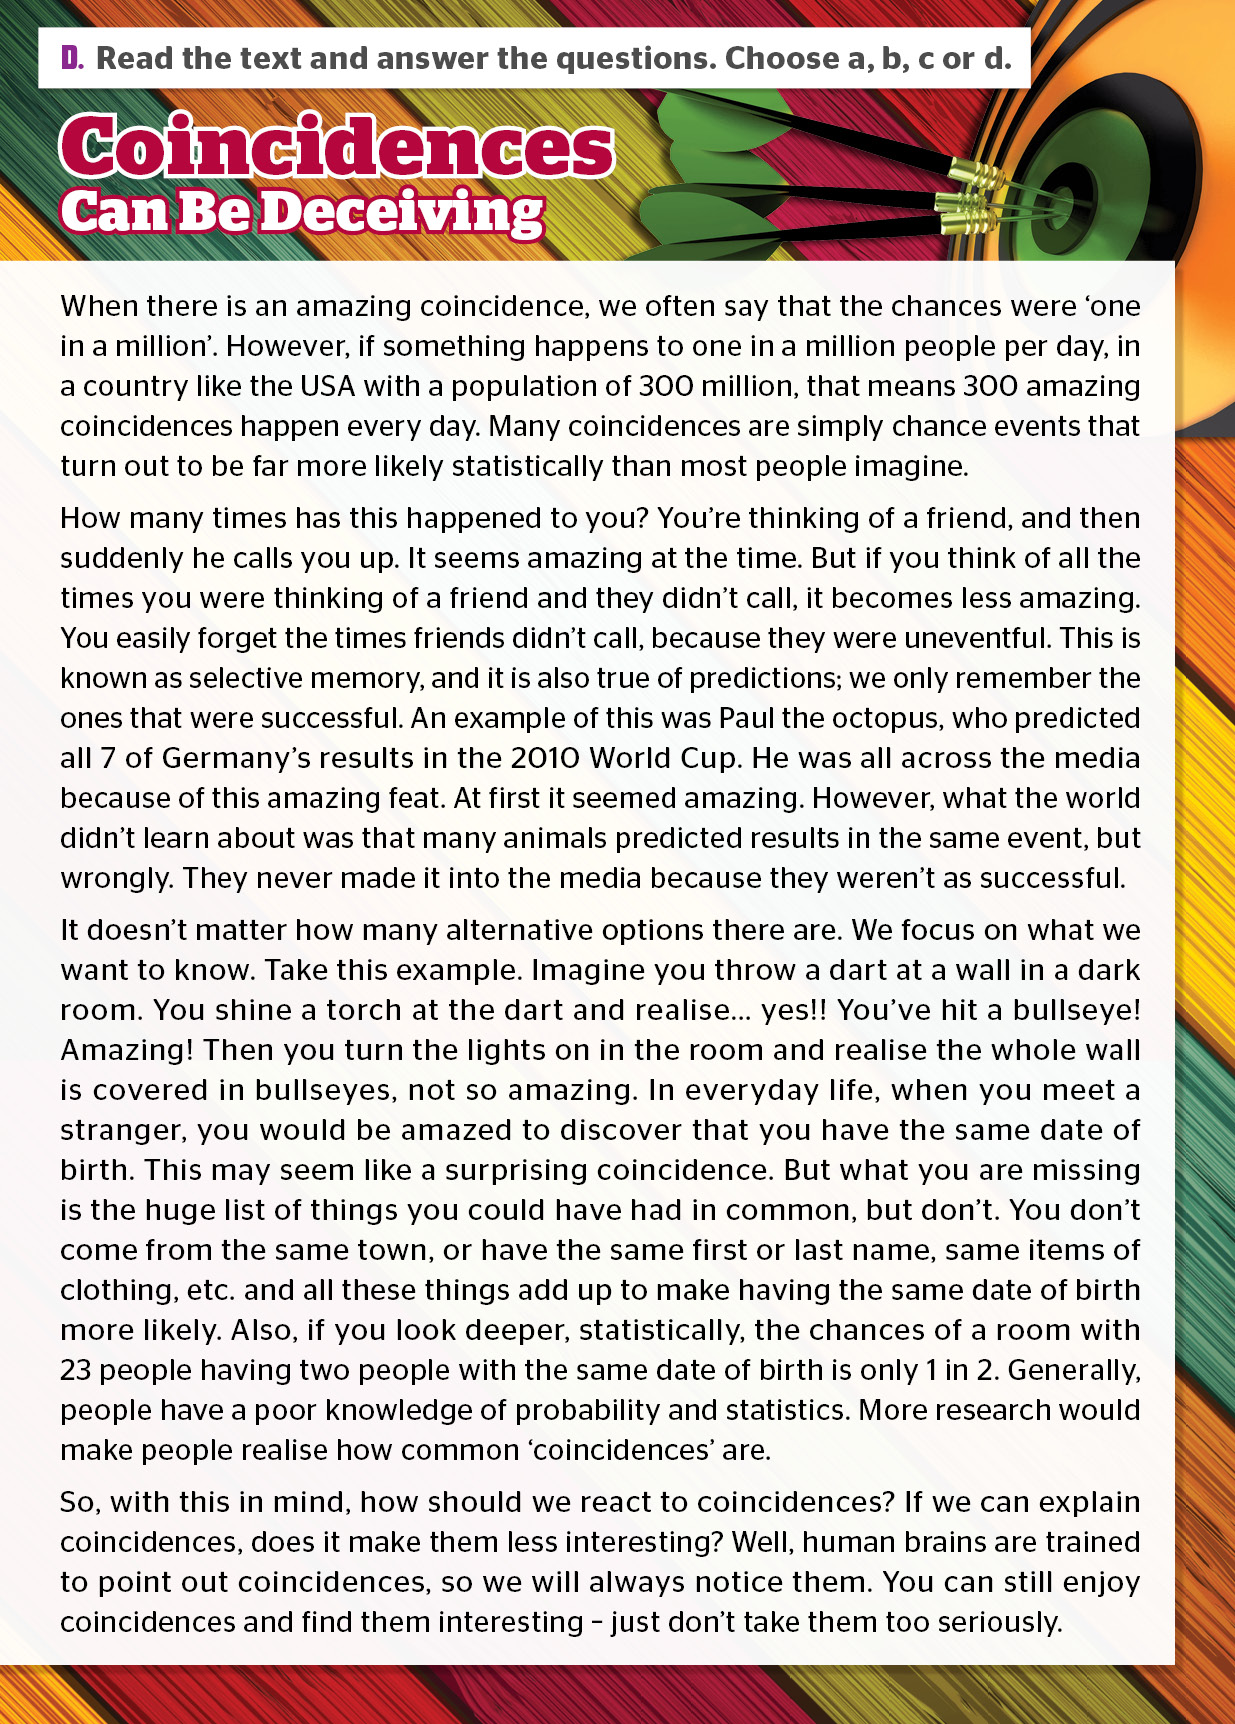 D. Read the text and answer the questions. Choose a, b, c or d.
Coincidences
Can Be Deceiving
When there is an amazing coincidence, we often say that the chances were ‘one
in a million’. However, if something happens to one in a million people per day, in
a country like the USA with a population of 300 million, that means 300 amazing
coincidences happen every day. Many coincidences are simply chance events that
turn out to be far more likely statistically than most people imagine.
How many times has this happened to you? You’re thinking of a friend, and then
suddenly he calls you up. It seems amazing at the time. But if you think of all the
times you were thinking of a friend and they didn’t call, it becomes less amazing.
You easily forget the times friends didn’t call, because they were uneventful. This is
known as selective memory, and it is also true of predictions; we only remember the
ones that were successful. An example of this was Paul the octopus, who predicted
all 7 of Germany’s results in the 2010 World Cup. He was all across the media
because of this amazing feat. At first it seemed amazing. However, what the world
didn’t learn about was that many animals predicted results in the same event, but
wrongly. They never made it into the media because they weren’t as successful.
It doesn’t matter how many alternative options there are. We focus on what we
want to know. Take this example. Imagine you throw a dart at a wall in a dark
room. You shine a torch at the dart and realise... yes!! You’ve hit a bullseye!
Amazing! Then you turn the lights on in the room and realise the whole wall
is covered in bullseyes, not so amazing. In everyday life, when you meet a
stranger, you would be amazed to discover that you have the same date of
birth. This may seem like a surprising coincidence. But what you are missing
is the huge list of things you could have had in common, but don’t. You don’t
come from the same town, or have the same first or last name, same items of
clothing, etc. and all these things add up to make having the same date of birth
more likely. Also, if you look deeper, statistically, the chances of a room with
23 people having two people with the same date of birth is only 1 in 2. Generally,
people have a poor knowledge of probability and statistics. More research would
make people realise how common ‘coincidences’ are.
So, with this in mind, how should we react to coincidences? If we can explain
coincidences, does it make them less interesting? Well, human brains are trained
to point out coincidences, so we will always notice them. You can still enjoy
coincidences and find them interesting – just don’t take them too seriously.